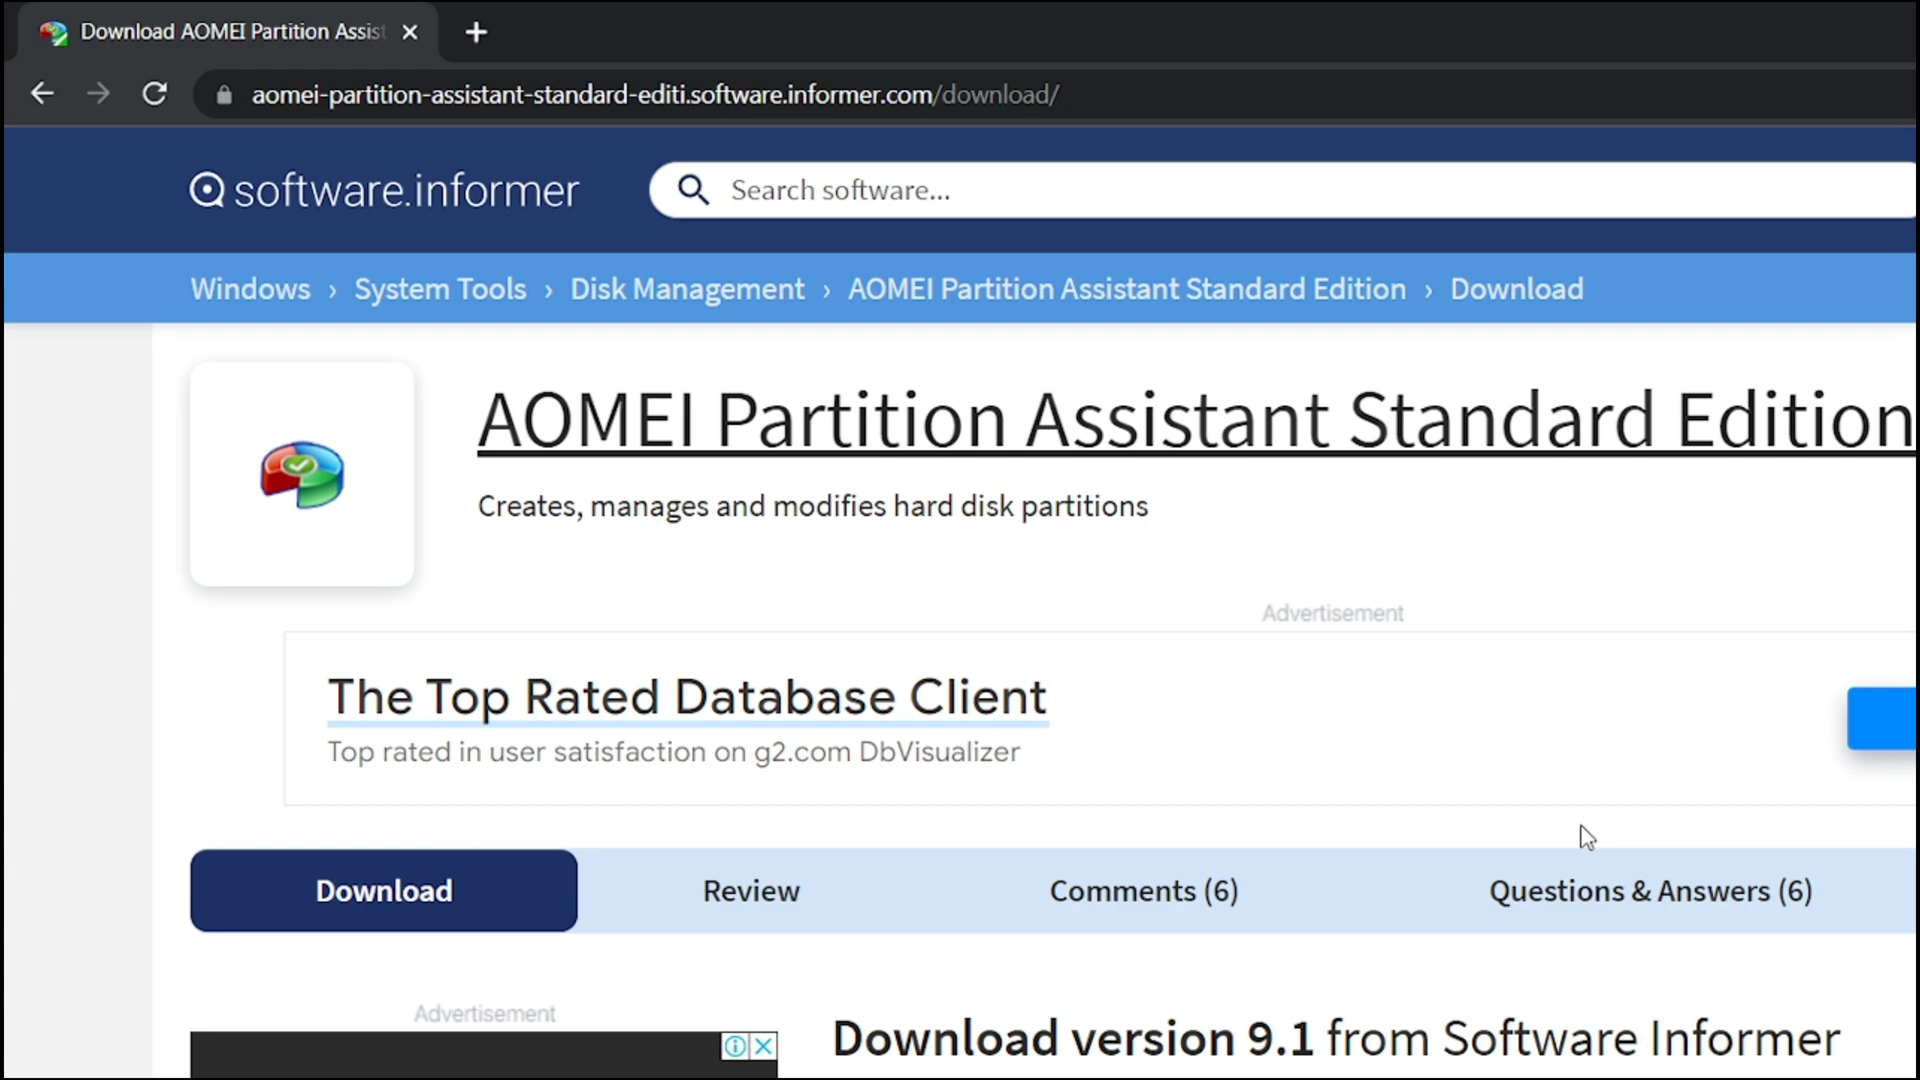 Download AOMEI Partition Assist
aomei-partition-assistant-standard-editi.software.informer.com/download/
software.informer
Search software...
Windows › System Tools › Disk Management › AOMEI Partition Assistant Standard Edition › Download
AOMEI Partition Assistant Standard Edition
Creates, manages and modifies hard disk partitions
Advertisement
The Top Rated Database Client
Top rated in user satisfaction on g2.com DbVisualizer
Download Review Comments (6) Questions & Answers (6)
Advertisement
Download version 9.1 from Software Informer